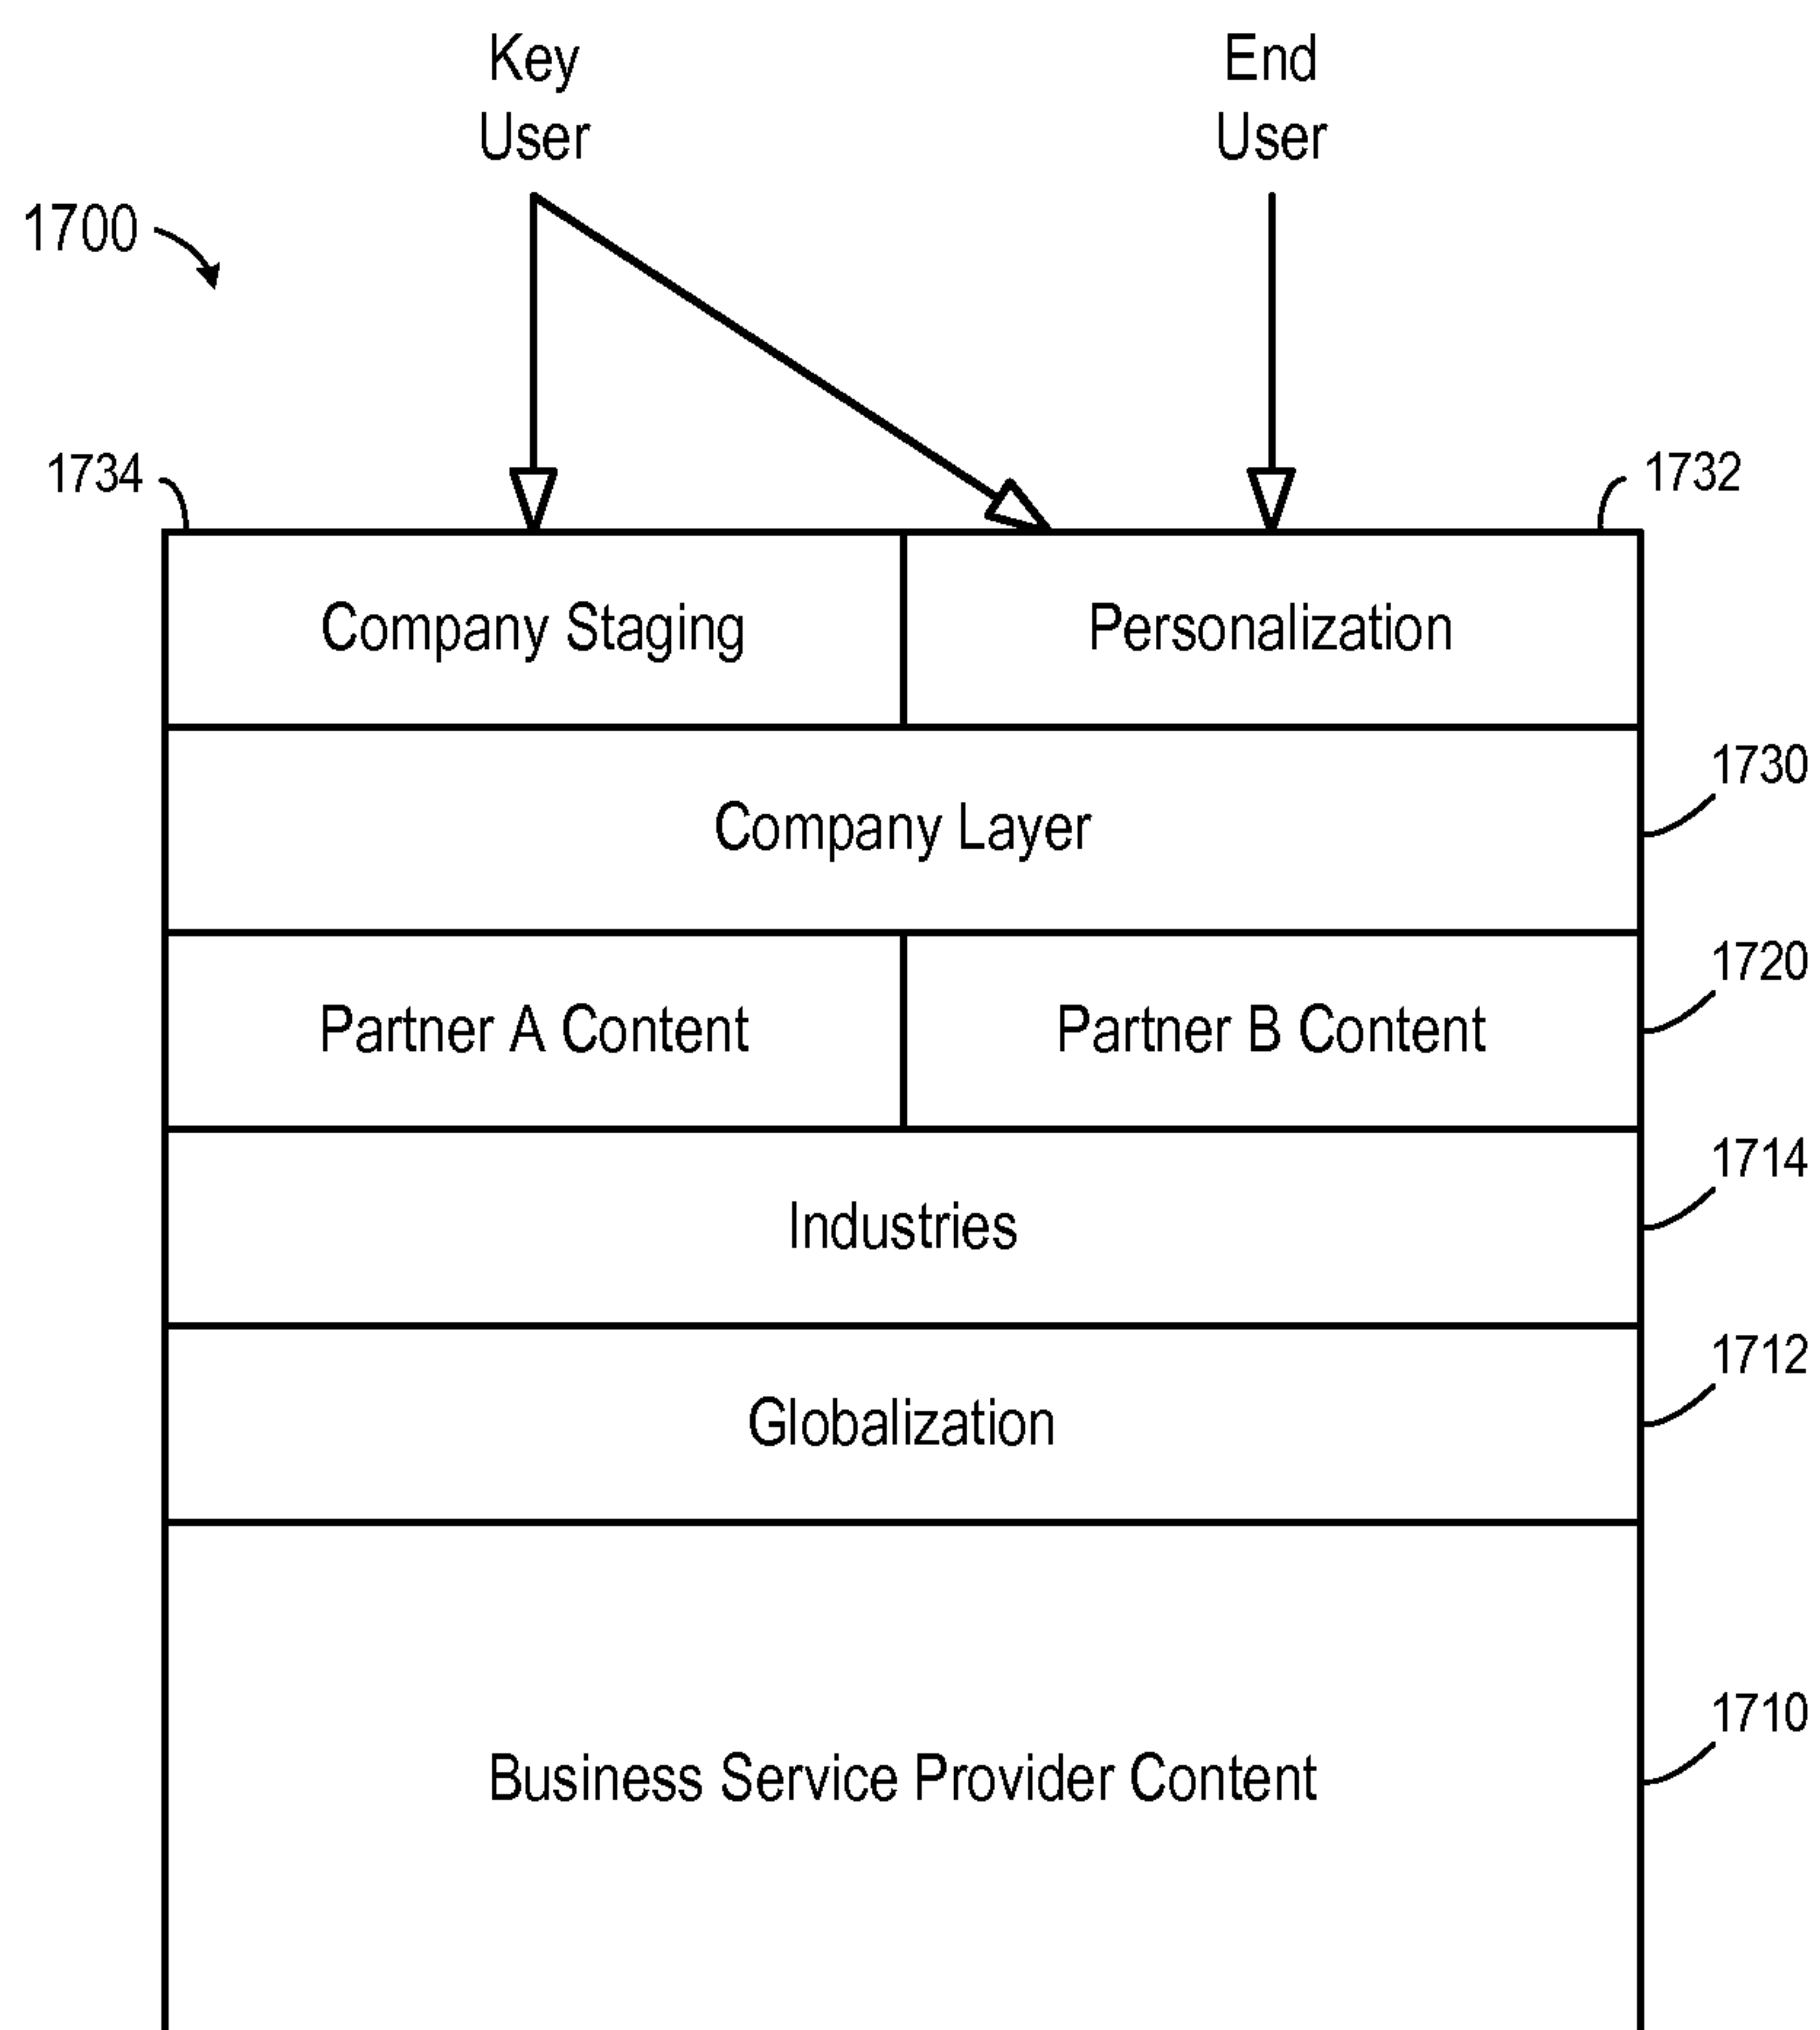 Key
User
End
User
1700
1734
1732
Company Staging
Personalization
1730
Company Layer
1720
Partner A Content
Partner B Content
1714
Industries
1712
Globalization
1710
Business Service Provider Content